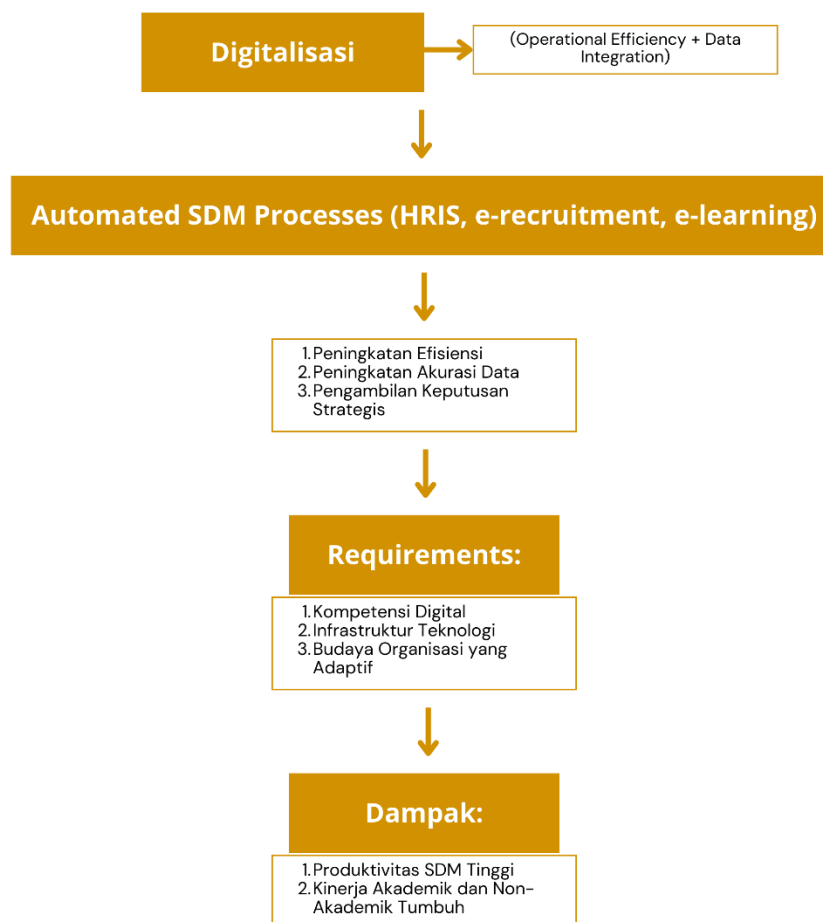 Digitalisasi
(Operational Efficiency + Data
Integration)
Automated SDM Processes (HRIS, e-recruitment, e-learning)
1. Peningkatan Efisiensi
2. Peningkatan Akurasi Data
3. Pengambilan Keputusan
Strategis
Requirements:
1. Kompetensi Digital
2. Infrastruktur Teknologi
3. Budaya Organisasi yang
Adaptif
Dampak:
1. Produktivitas SDM Tinggi
2. Kinerja Akademik dan Non-
Akademik Tumbuh